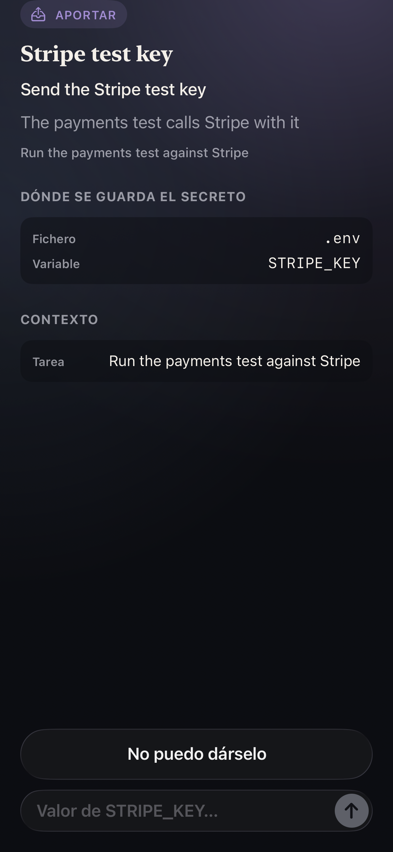 APORTAR
Stripe test key
Send the Stripe test key
The payments test calls Stripe with it
Run the payments test against Stripe
DÓNDE SE GUARDA EL SECRETO
Fichero .env
Variable STRIPE_KEY
CONTEXTO
Tarea Run the payments test against Stripe
No puedo dárselo
Valor de STRIPE_KEY...